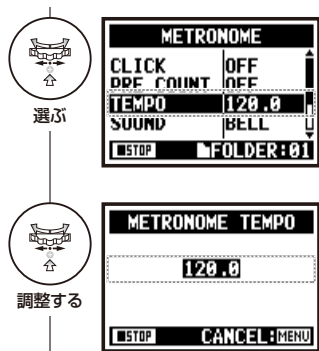 METRONOME
CLICK OFF
PRE COUNT OFF
TEMPO 120.0
SOUND BELL
STOP FOLDER:01
選ぶ
METRONOME TEMPO
120.0
STOP CANCEL:MENU
調整する